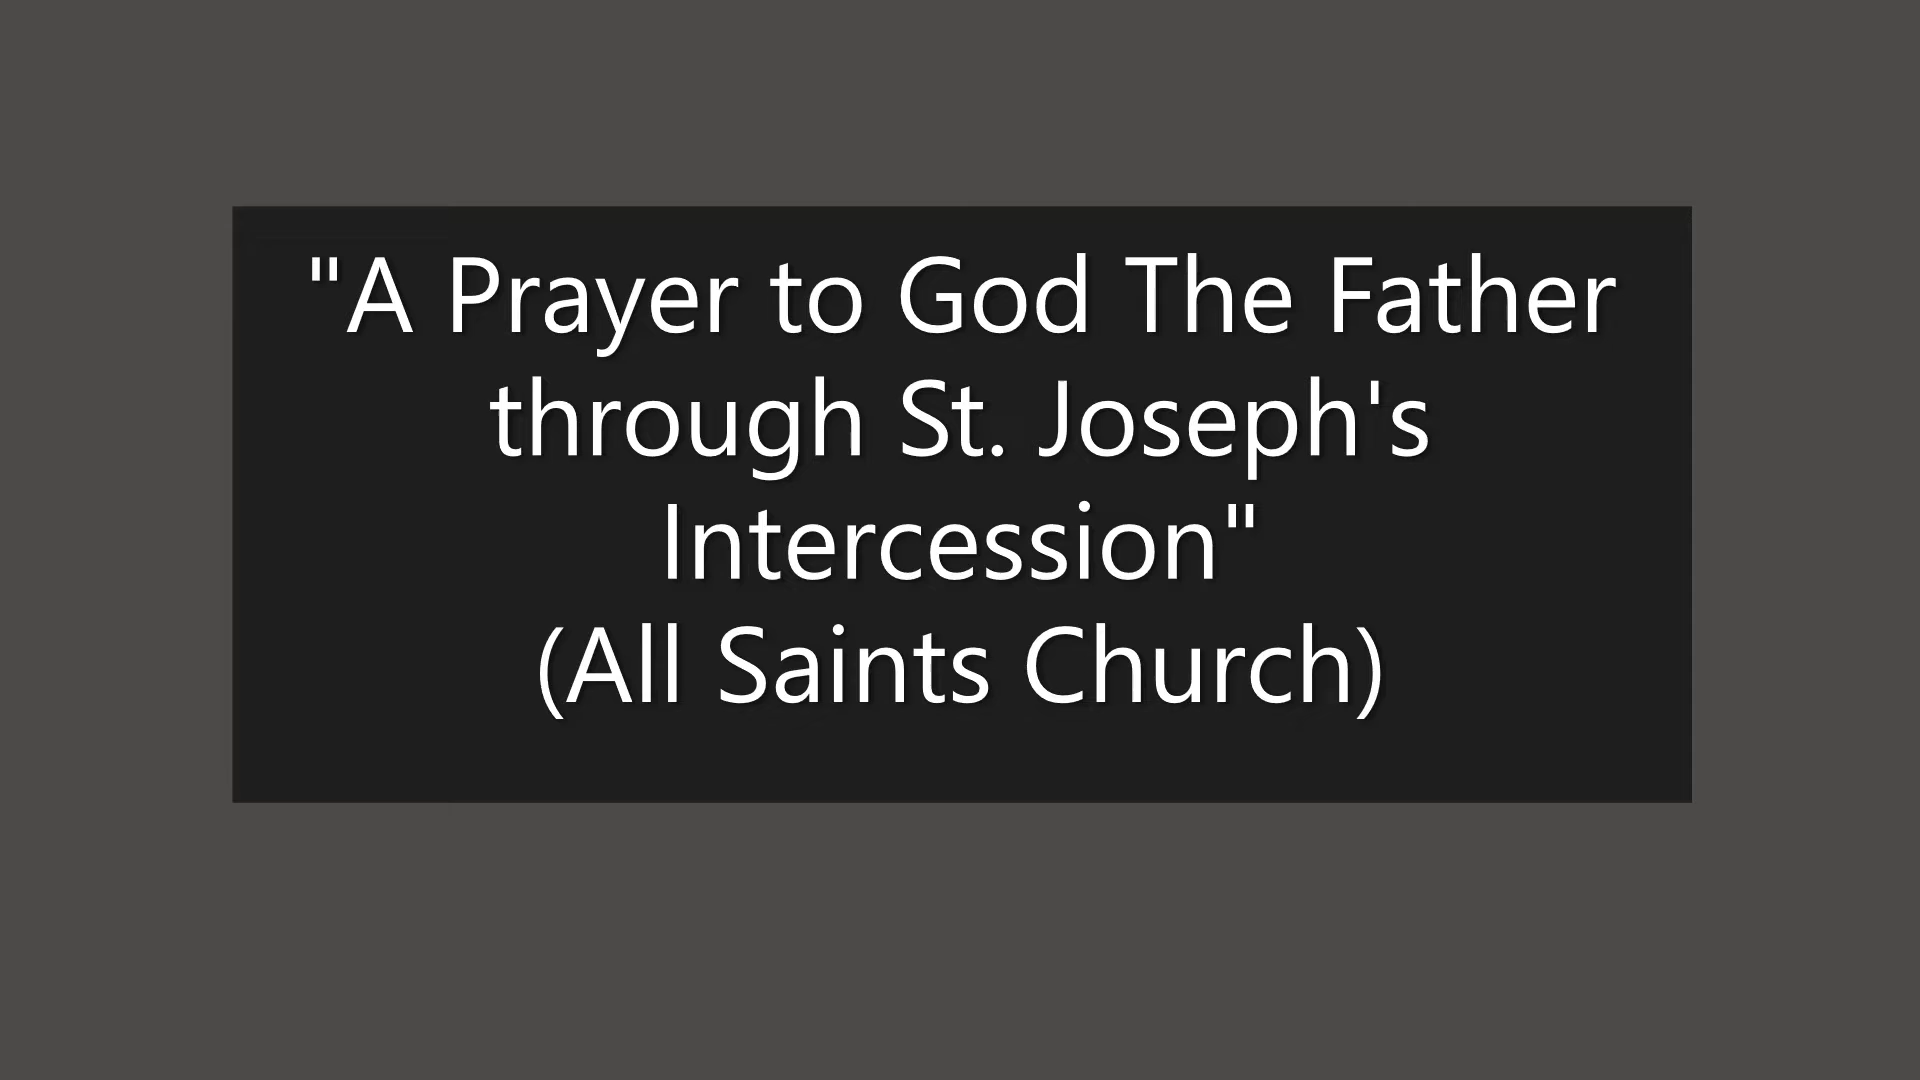 "A Prayer to God The Father
through St. Joseph's
Intercession"
(All Saints Church)